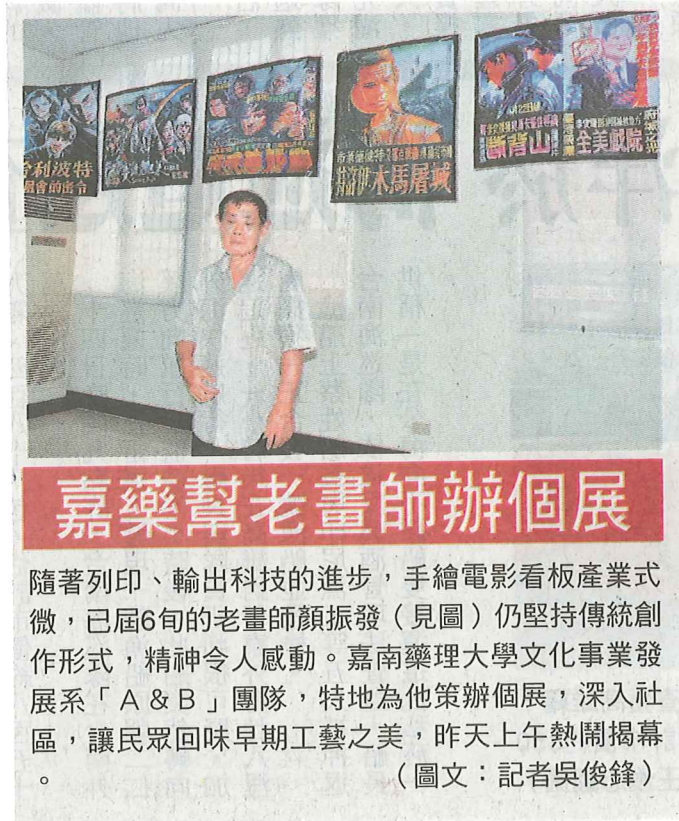 特波利哈
令密的會凰
木馬屠城
斷背山
全美戲院
嘉藥幫老畫師辦個展
隨著列印、輸出科技的進步，手繪電影看板產業式
微，已屆6旬的老畫師顏振發（見圖）仍堅持傳統創
作形式，精神令人感動。嘉南藥理大學文化事業發
展系「A＆B」團隊，特地為他策辦個展，深入社
區，讓民眾回味早期工藝之美，昨天上午熱鬧揭幕
。　　　　　　　　　　（圖文：記者吳俊鋒）